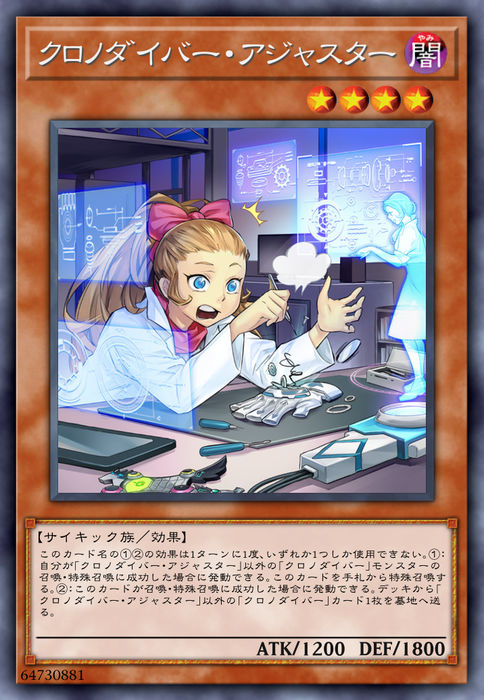 クロノダイバー・アジャスター
やみ
闇
【サイキック族／効果】
このカード名の①②の効果は1ターンに1度、いずれか1つしか使用できない。①：
自分が「クロノダイバー・アジャスター」以外の「クロノダイバー」モンスターの
召喚・特殊召喚に成功した場合に発動できる。このカードを手札から特殊召喚す
る。②：このカードが召喚・特殊召喚に成功した場合に発動できる。デッキから「
クロノダイバー・アジャスター」以外の「クロノダイバー」カード1枚を墓地へ送
る。
ATK/1200 DEF/1800
64730881